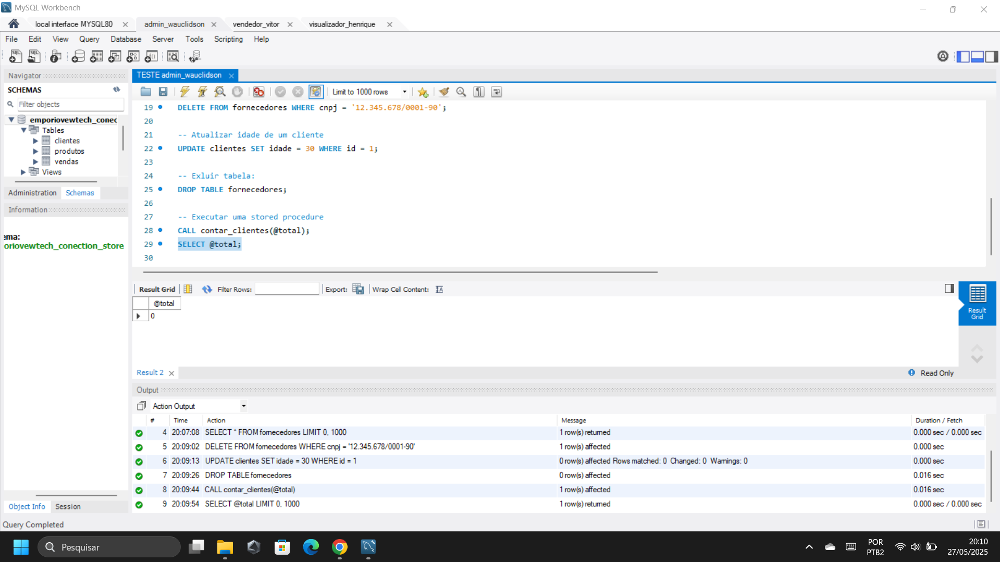 MySQL Workbench
local interface MYSQL80
admin_wauclidson
vendedor_vitor
visualizador_henrique
File Edit View Query Database Server Tools Scripting Help
Navigator
SCHEMAS
Filter objects
emporiovewtech_conec
Tables
clientes
produtos
vendas
Views
Administration Schemas
Information
ema:
oriovewtech_conection_store
Object Info Session
Query Completed
TESTE admin_wauclidson
Limit to 1000 rows
19 DELETE FROM fornecedores WHERE cnpj = '12.345.678/0001-90';
20
21 -- Atualizar idade de um cliente
22 UPDATE clientes SET idade = 30 WHERE id = 1;
23
24 -- Exluir tabela:
25 DROP TABLE fornecedores;
26
27 -- Executar uma stored procedure
28 CALL contar_clientes(@total);
29 SELECT @total;
30
Result Grid Filter Rows: Export: Wrap Cell Content:
@total
0
Result Grid
Result 2
Read Only
Output
Action Output
# Time Action Message Duration / Fetch
4 20:07:08 SELECT * FROM fornecedores LIMIT 0, 1000 1 row(s) returned 0.000 sec / 0.000 sec
5 20:09:02 DELETE FROM fornecedores WHERE cnpj = '12.345.678/0001-90' 1 row(s) affected 0.000 sec
6 20:09:13 UPDATE clientes SET idade = 30 WHERE id = 1 0 row(s) affected Rows matched: 0 Changed: 0 Warnings: 0 0.000 sec
7 20:09:26 DROP TABLE fornecedores 0 row(s) affected 0.016 sec
8 20:09:44 CALL contar_clientes(@total) 1 row(s) affected 0.016 sec
9 20:09:54 SELECT @total LIMIT 0, 1000 1 row(s) returned 0.000 sec / 0.000 sec
Pesquisar
POR
PTB2
20:10
27/05/2025